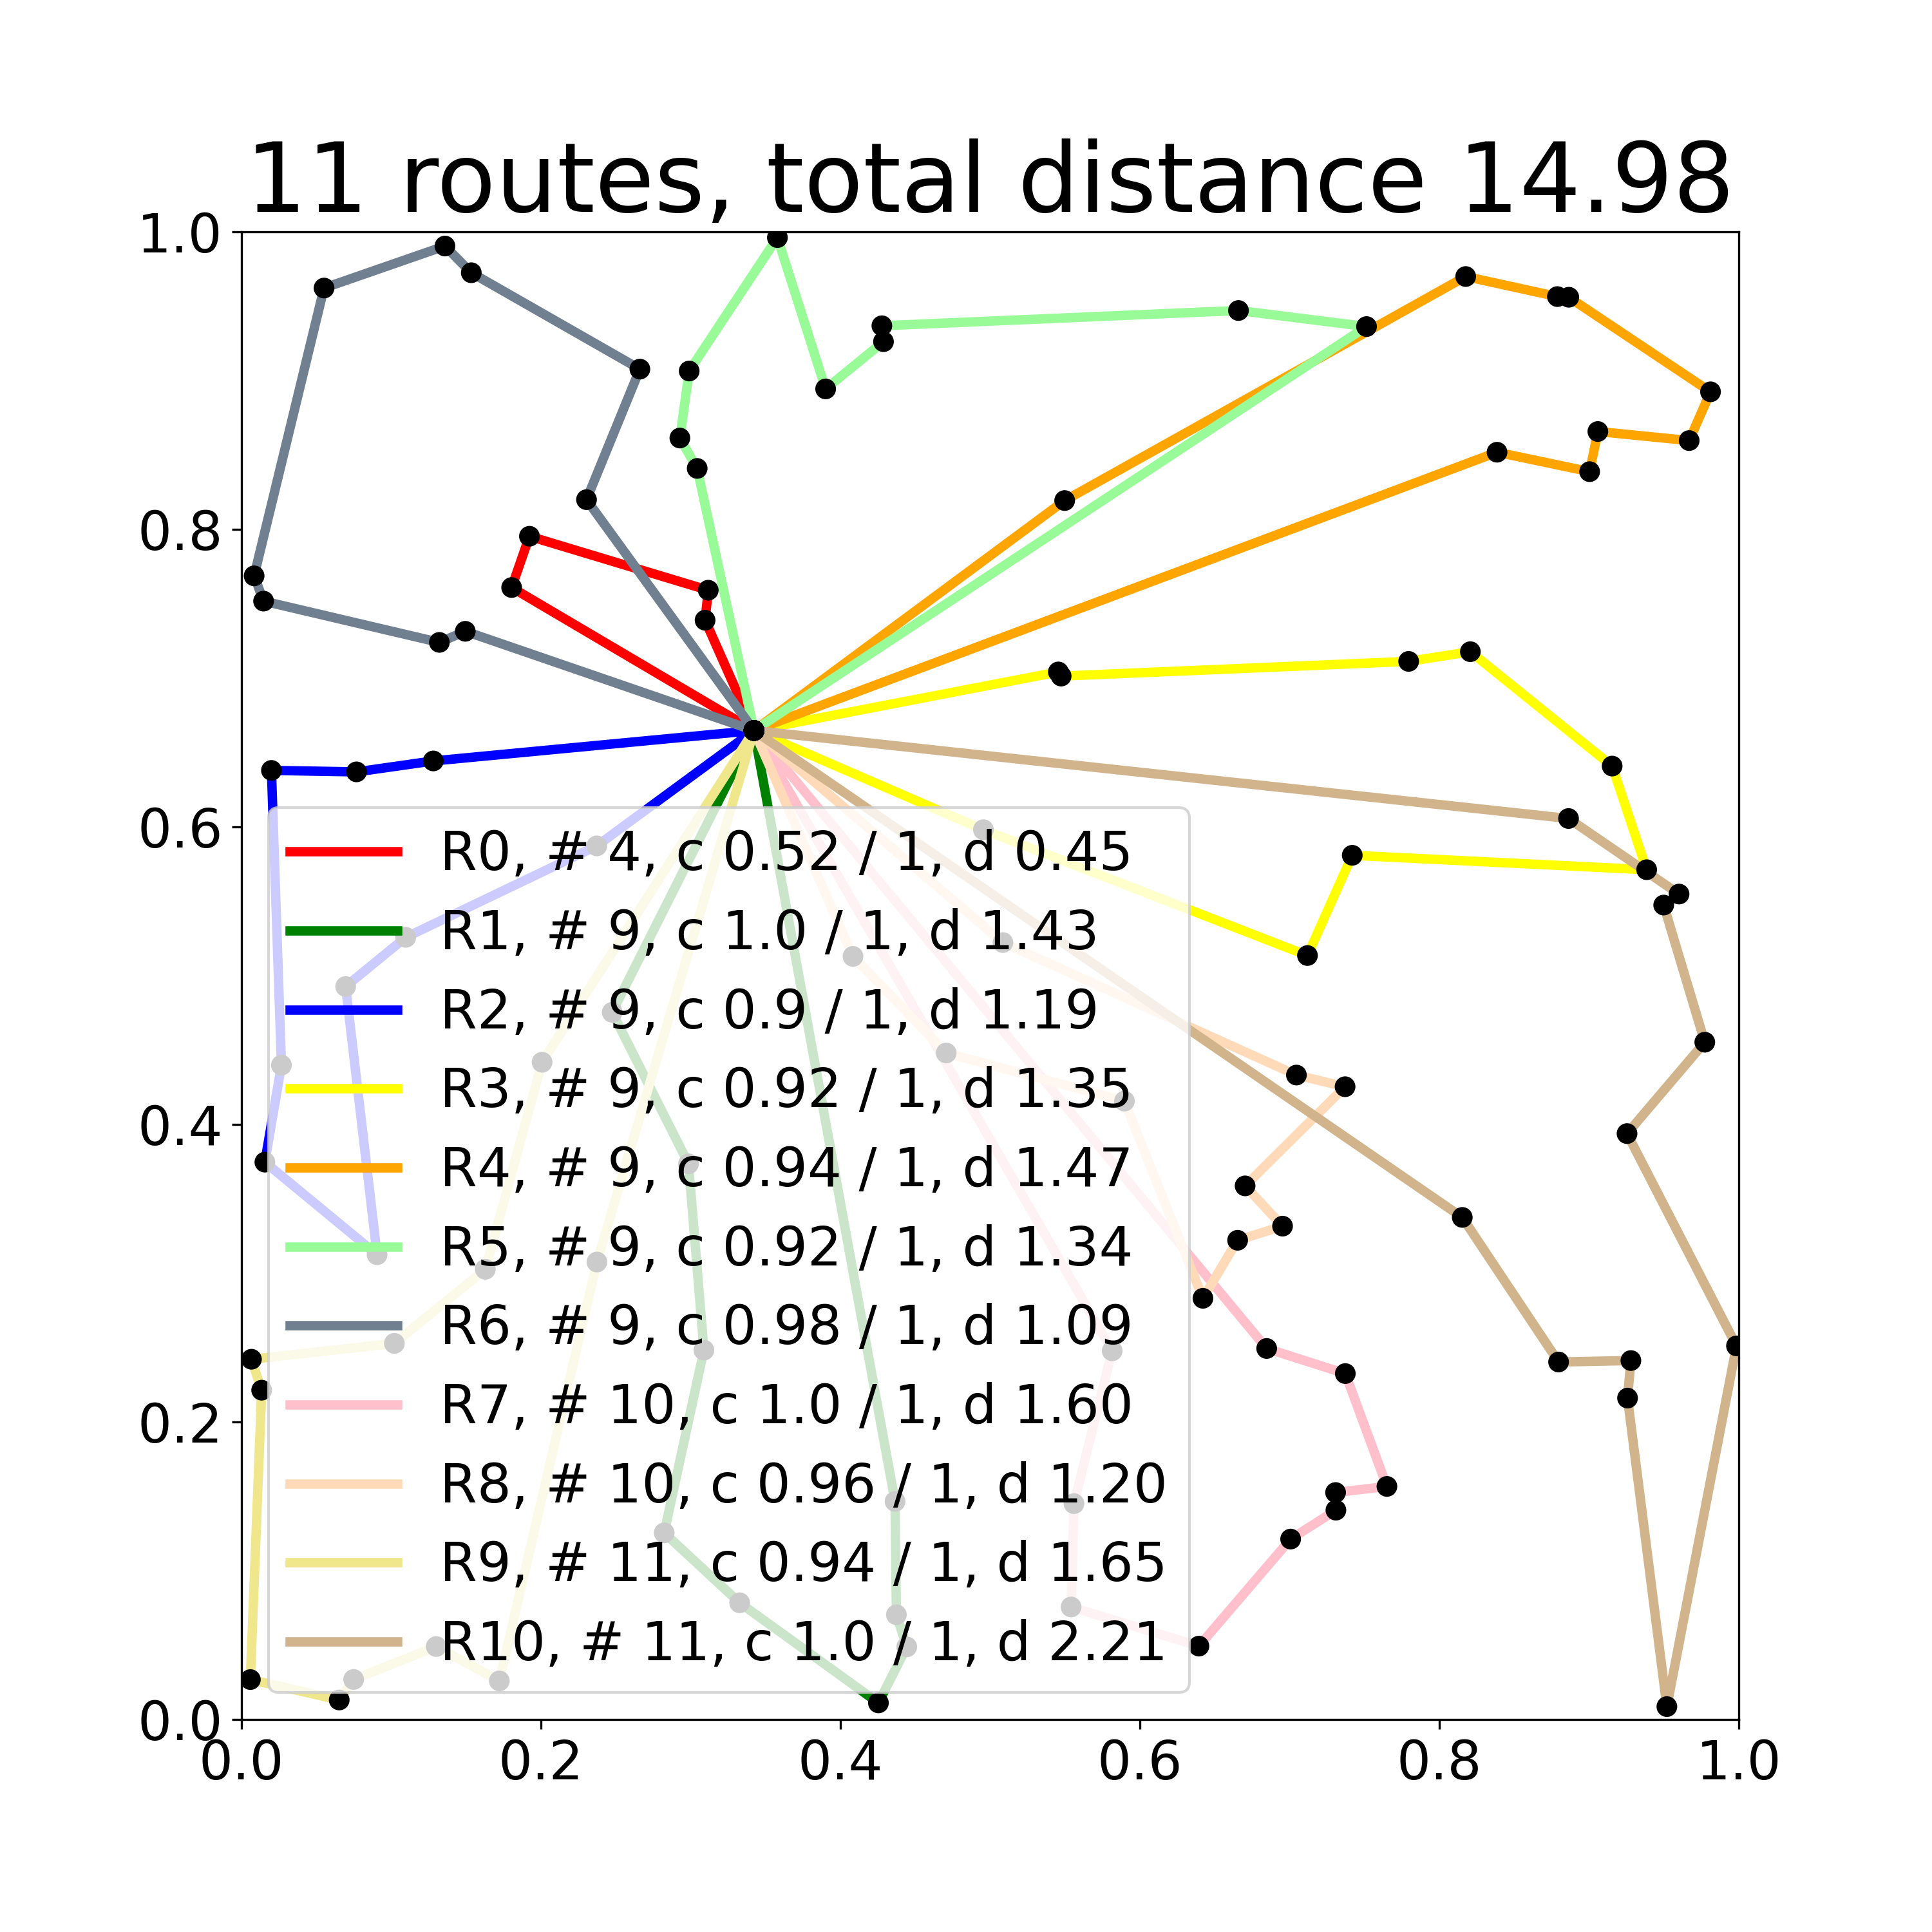 11 routes, total distance 14.98
1.0
0.8
0.6
0.4
0.2
0.0
R0, # 4, c 0.52 / 1, d 0.45
R1, # 9, c 1.0 / 1, d 1.43
R2, # 9, c 0.9 / 1, d 1.19
R3, # 9, c 0.92 / 1, d 1.35
R4, # 9, c 0.94 / 1, d 1.47
R5, # 9, c 0.92 / 1, d 1.34
R6, # 9, c 0.98 / 1, d 1.09
R7, # 10, c 1.0 / 1, d 1.60
R8, # 10, c 0.96 / 1, d 1.20
R9, # 11, c 0.94 / 1, d 1.65
R10, # 11, c 1.0 / 1, d 2.21
0.0 0.2 0.4 0.6 0.8 1.0